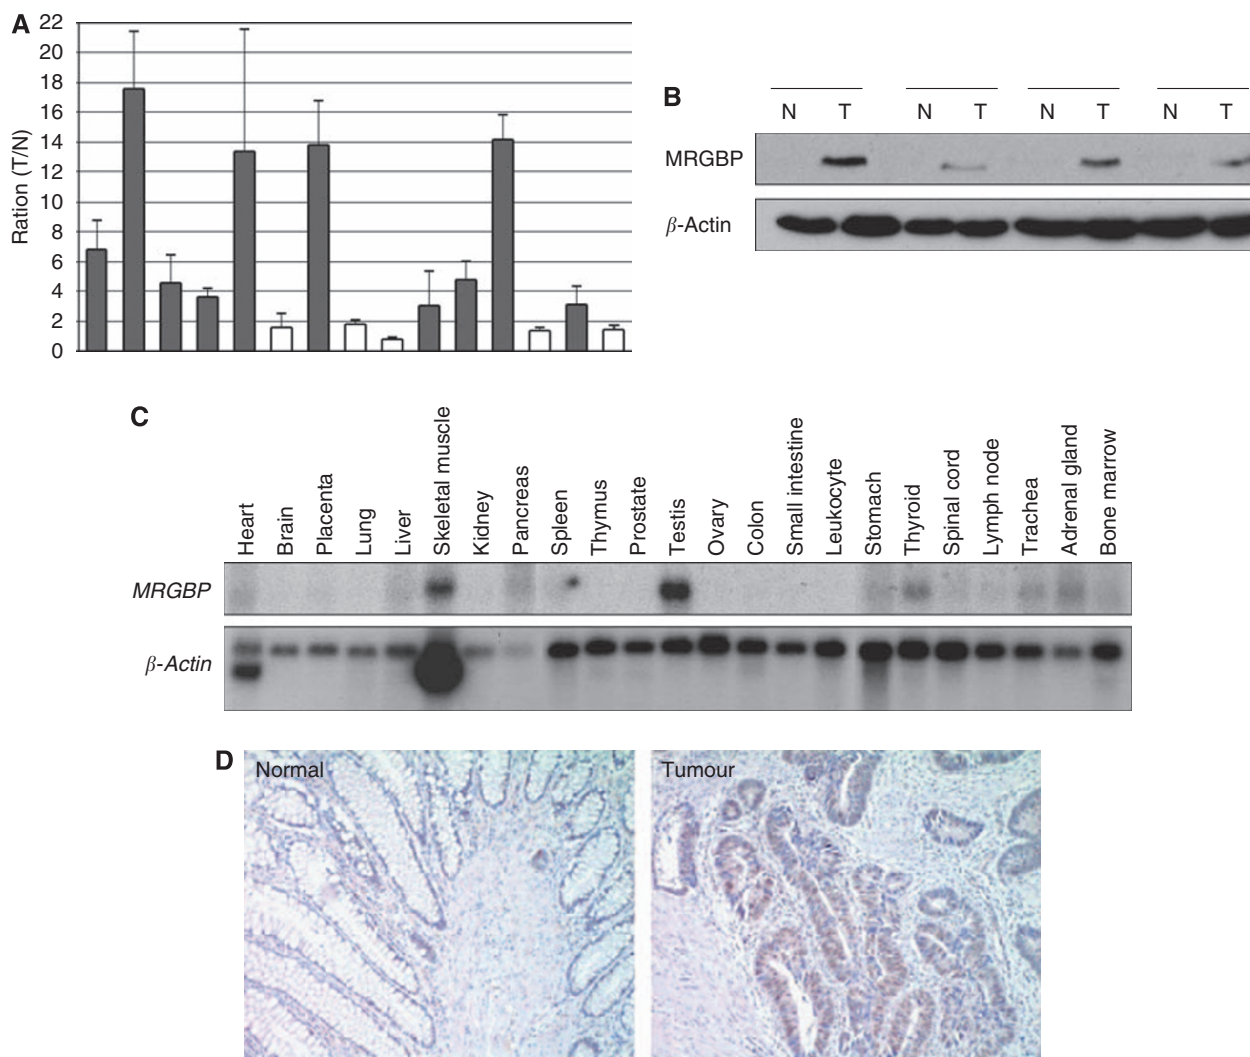 A
Ration (T/N)
22
20
18
16
14
12
10
8
6
4
2
0
B
N T N T N T N T
MRGBP
β-Actin
C
Heart
Brain
Placenta
Lung
Liver
Skeletal muscle
Kidney
Pancreas
Spleen
Thymus
Prostate
Testis
Ovary
Colon
Small intestine
Leukocyte
Stomach
Thyroid
Spinal cord
Lymph node
Trachea
Adrenal gland
Bone marrow
MRGBP
β-Actin
D
Normal
Tumour